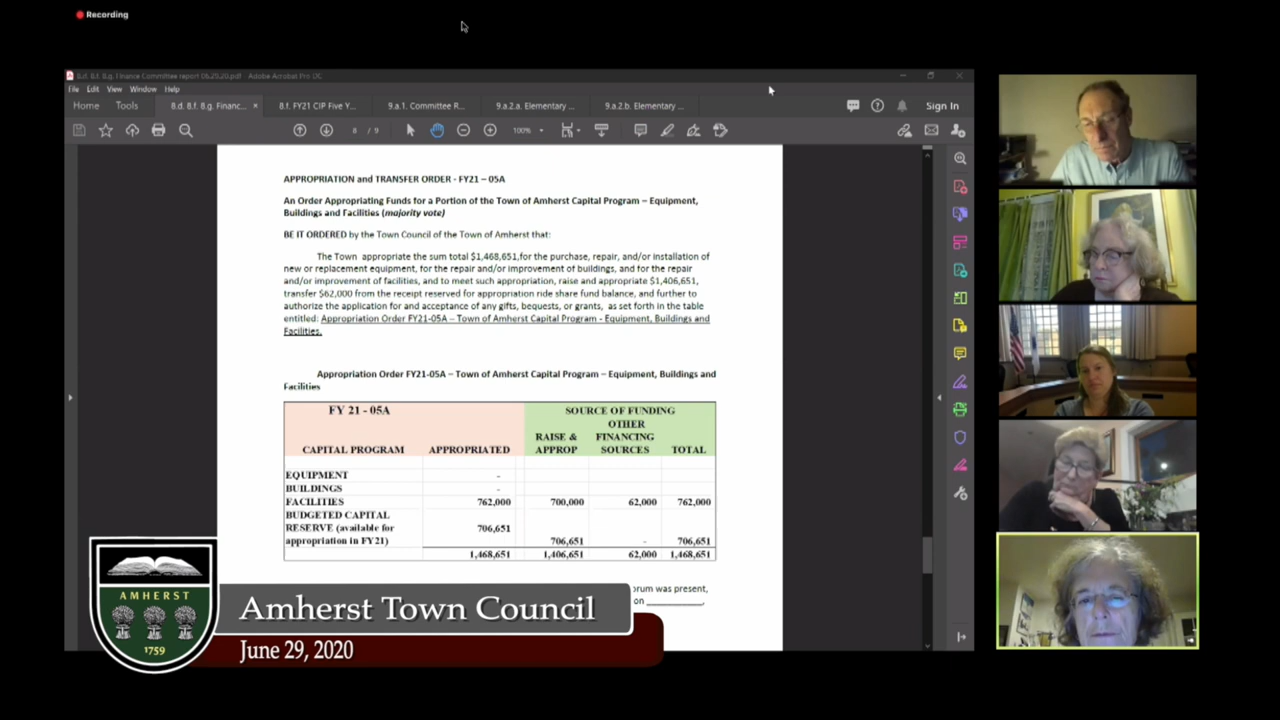 Recording
8.d. 8.f. 8.g. Finance Committee report 06.29.20.pdf - Adobe Acrobat Pro DC
File Edit View Window Help
Home Tools 8.d. 8.f. 8.g. Financ... × 8.f. FY21 CIP Five Y... 9.a.1. Committee R... 9.a.2.a. Elementary ... 9.a.2.b. Elementary ... Sign In
8 / 9 100%
APPROPRIATION and TRANSFER ORDER - FY21 – 05A
An Order Appropriating Funds for a Portion of the Town of Amherst Capital Program – Equipment,
Buildings and Facilities (majority vote)
BE IT ORDERED by the Town Council of the Town of Amherst that:
The Town appropriate the sum total $1,468,651,for the purchase, repair, and/or installation of
new or replacement equipment, for the repair and/or improvement of buildings, and for the repair
and/or improvement of facilities, and to meet such appropriation, raise and appropriate $1,406,651,
transfer $62,000 from the receipt reserved for appropriation ride share fund balance, and further to
authorize the application for and acceptance of any gifts, bequests, or grants, as set forth in the table
entitled: Appropriation Order FY21-05A – Town of Amherst Capital Program - Equipment, Buildings and
Facilities.
Appropriation Order FY21-05A – Town of Amherst Capital Program – Equipment, Buildings and
Facilities
FY 21 - 05A SOURCE OF FUNDING
OTHER
RAISE & FINANCING
CAPITAL PROGRAM APPROPRIATED APPROP SOURCES TOTAL
EQUIPMENT -
BUILDINGS -
FACILITIES 762,000 700,000 62,000 762,000
BUDGETED CAPITAL
RESERVE (available for 706,651
appropriation in FY21) 706,651 - 706,651
1,468,651 1,406,651 62,000 1,468,651
orum was present,
on __________,
AMHERST
1759
Amherst Town Council
June 29, 2020